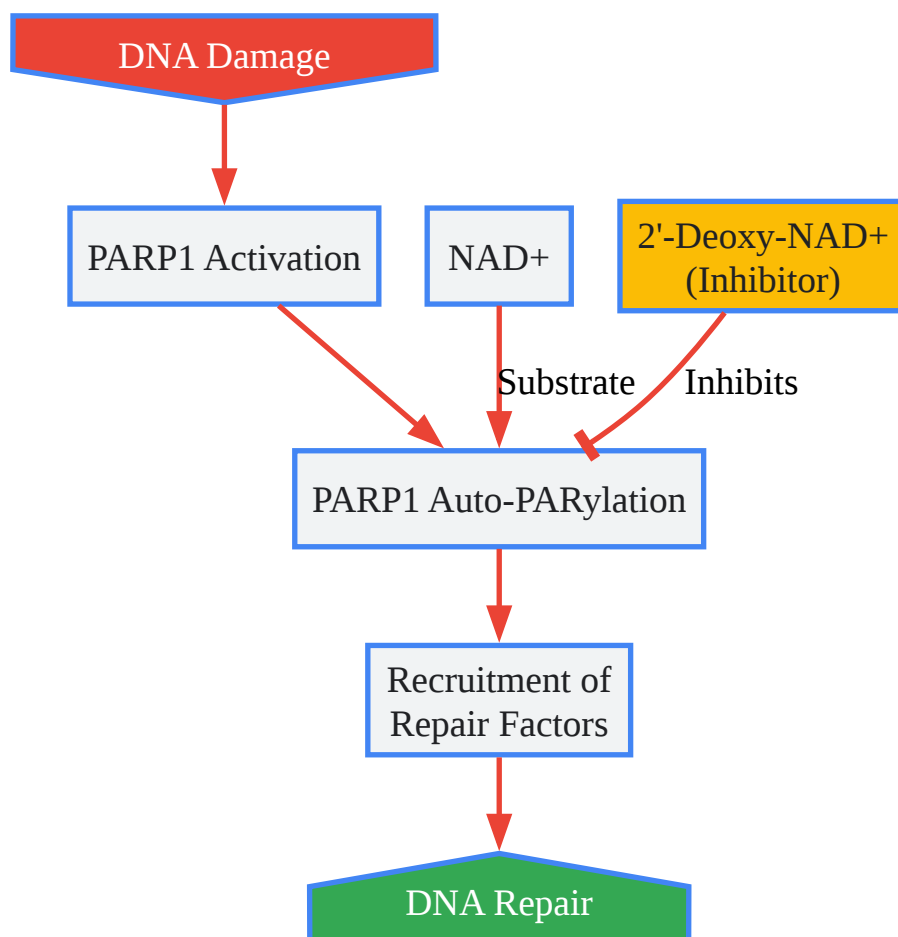 DNA Damage
PARP1 Activation
NAD+
2'-Deoxy-NAD+
(Inhibitor)
Substrate
Inhibits
PARP1 Auto-PARylation
Recruitment of
Repair Factors
DNA Repair